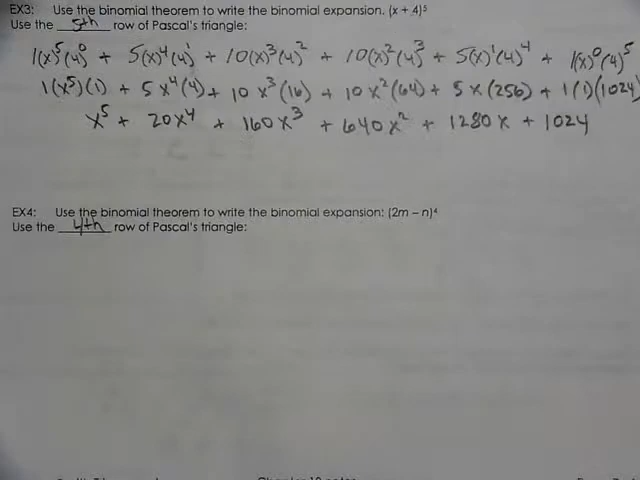 EX3: Use the binomial theorem to write the binomial expansion. (x + 4)⁵
Use the 5th row of Pascal's triangle:
1(x)⁵(4)⁰ + 5(x)⁴(4)¹ + 10(x)³(4)² + 10(x)²(4)³ + 5(x)¹(4)⁴ + 1(x)⁰(4)⁵
1(x⁵)(1) + 5x⁴(4) + 10x³(16) + 10x²(64) + 5x(256) + 1(1)(1024)
x⁵ + 20x⁴ + 160x³ + 640x² + 1280x + 1024
EX4: Use the binomial theorem to write the binomial expansion: (2m – n)⁴
Use the 4th row of Pascal's triangle: